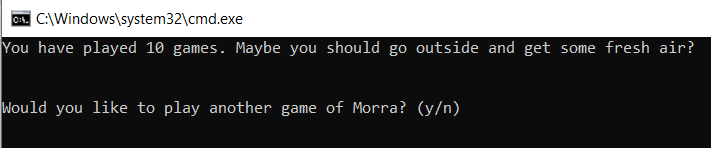 C:\Windows\system32\cmd.exe
You have played 10 games. Maybe you should go outside and get some fresh air?
Would you like to play another game of Morra? (y/n)